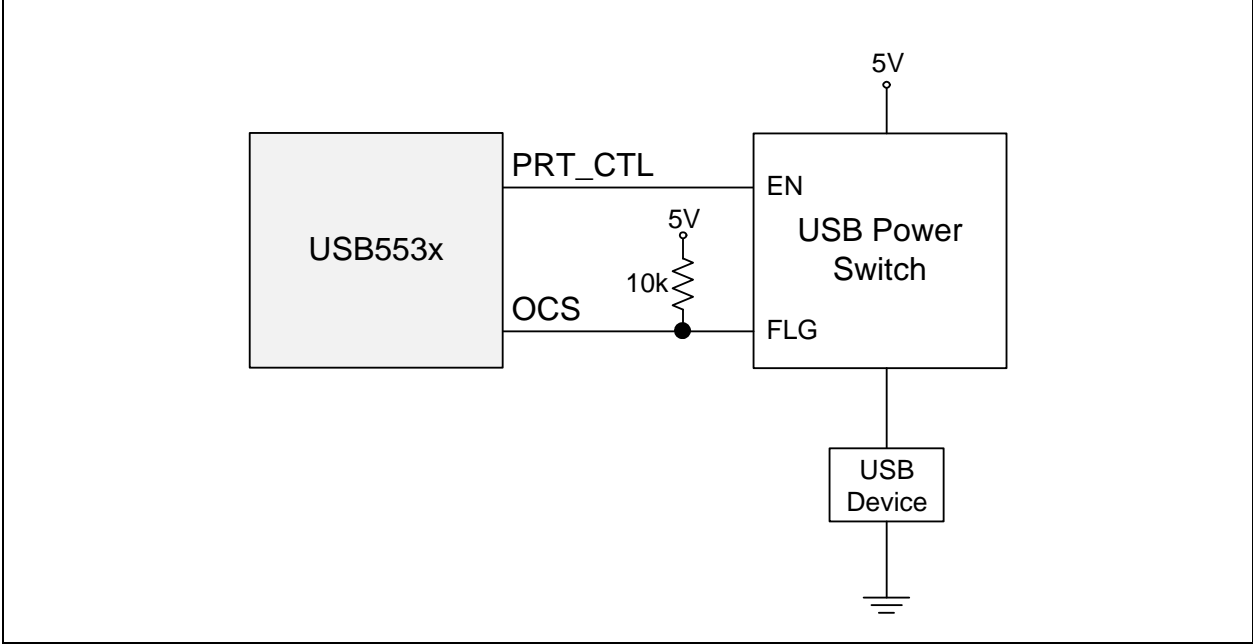 5V
PRT_CTL
EN
5V
USB553x
USB Power
Switch
10k
OCS
FLG
USB
Device